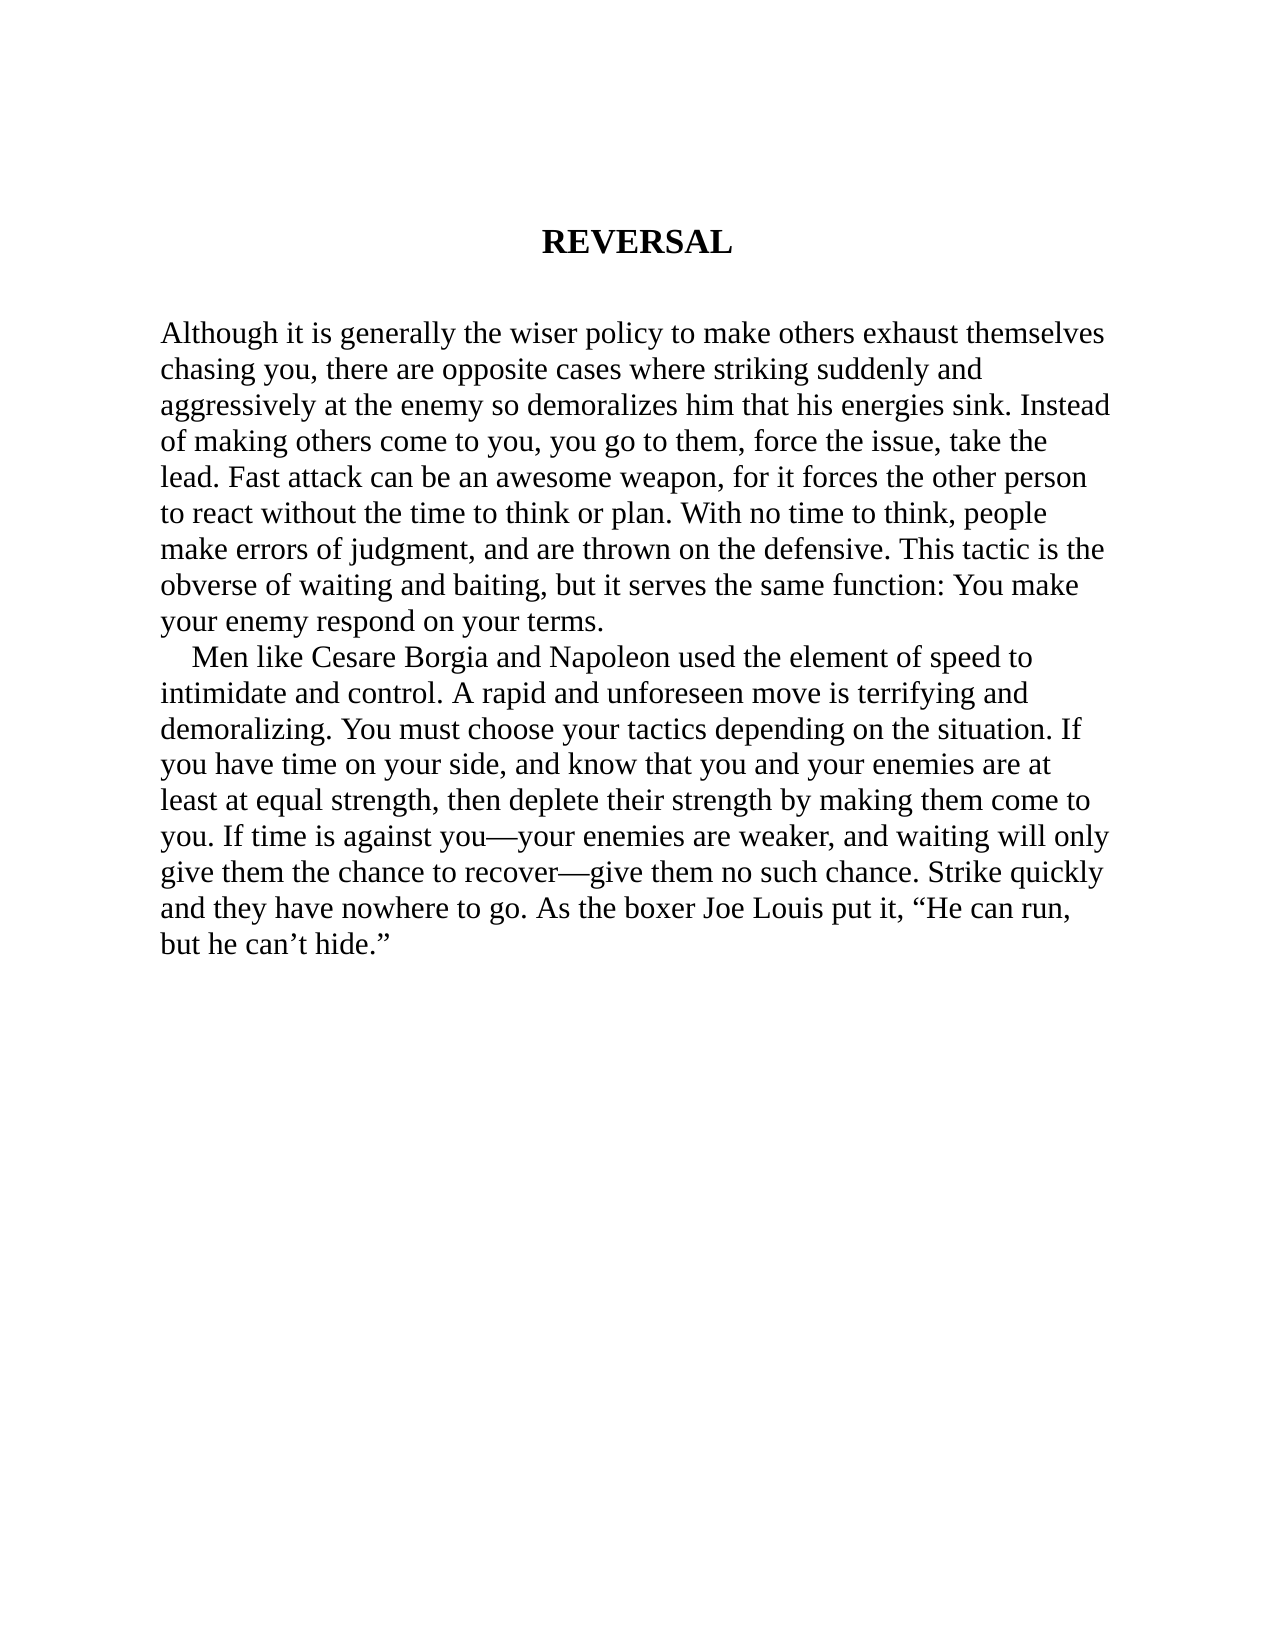 REVERSAL
Although it is generally the wiser policy to make others exhaust themselves
chasing you, there are opposite cases where striking suddenly and
aggressively at the enemy so demoralizes him that his energies sink. Instead
of making others come to you, you go to them, force the issue, take the
lead. Fast attack can be an awesome weapon, for it forces the other person
to react without the time to think or plan. With no time to think, people
make errors of judgment, and are thrown on the defensive. This tactic is the
obverse of waiting and baiting, but it serves the same function: You make
your enemy respond on your terms.
Men like Cesare Borgia and Napoleon used the element of speed to
intimidate and control. A rapid and unforeseen move is terrifying and
demoralizing. You must choose your tactics depending on the situation. If
you have time on your side, and know that you and your enemies are at
least at equal strength, then deplete their strength by making them come to
you. If time is against you—your enemies are weaker, and waiting will only
give them the chance to recover—give them no such chance. Strike quickly
and they have nowhere to go. As the boxer Joe Louis put it, “He can run,
but he can’t hide.”